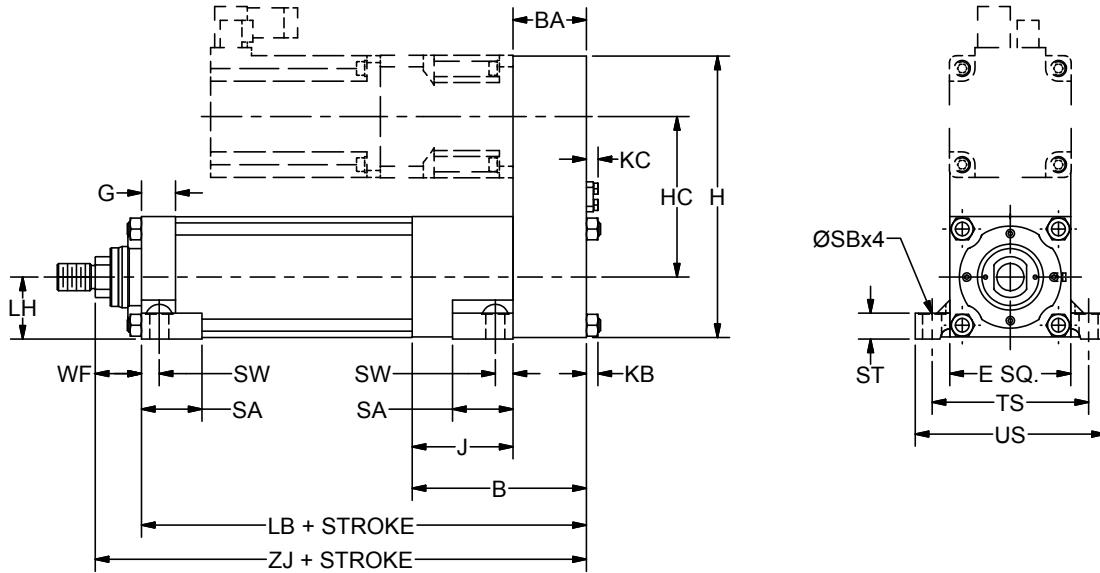 BA
KC
G
HC
H
ØSBx4
LH
ST
WF
SW
SW
KB
E SQ.
SA
SA
TS
US
J
B
LB + STROKE
ZJ + STROKE